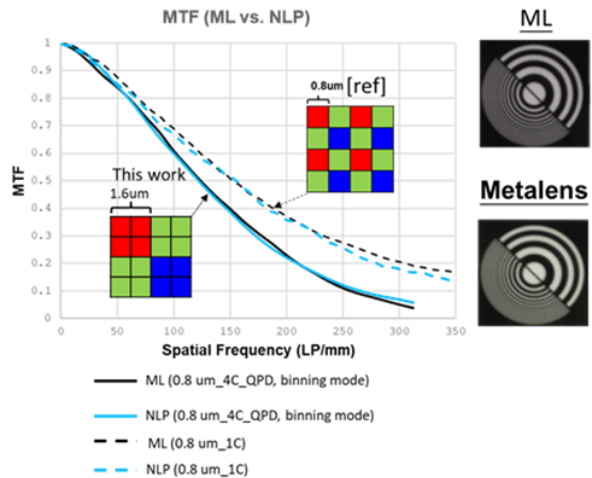 MTF (ML vs. NLP)
ML
1
0.9
0.8
0.7
0.6
0.5
0.4
0.3
0.2
0.1
0
MTF
0.8um [ref]
This work
1.6um
Metalens
0 50 100 150 200 250 300 350
Spatial Frequency (LP/mm)
ML (0.8 um_4C_QPD, binning mode)
NLP (0.8 um_4C_QPD, binning mode)
ML (0.8 um_1C)
NLP (0.8 um_1C)